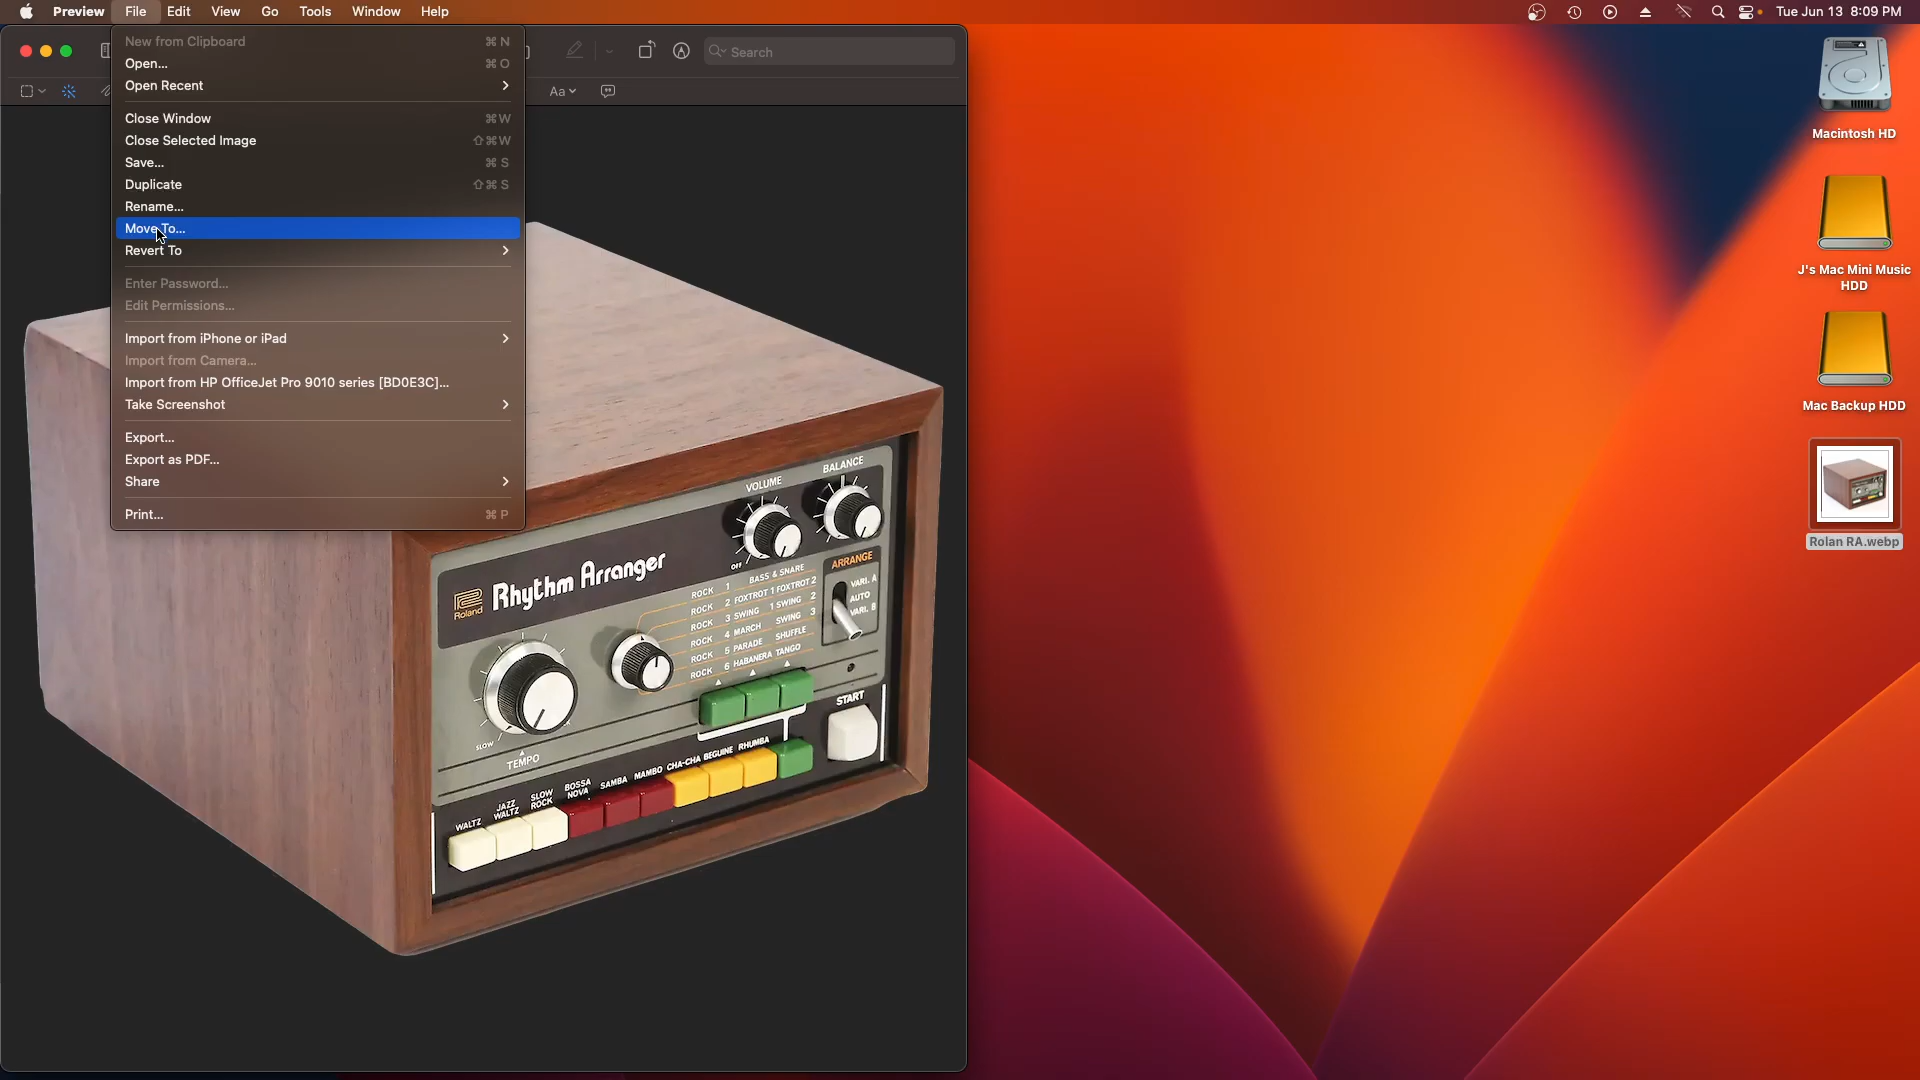 Preview File Edit View Go Tools Window Help Tue Jun 13 8:09 PM
New from Clipboard ⌘ N
Open... ⌘ O
Open Recent
Close Window ⌘W
Close Selected Image ⇧⌘W
Save... ⌘ S
Duplicate ⇧⌘ S
Rename...
Move To...
Revert To
Enter Password...
Edit Permissions...
Import from iPhone or iPad
Import from Camera...
Import from HP OfficeJet Pro 9010 series [BD0E3C]...
Take Screenshot
Export...
Export as PDF...
Share
Print... ⌘ P
Search
Aa
Macintosh HD
J's Mac Mini Music
HDD
Mac Backup HDD
Rolan RA.webp
VOLUME
BALANCE
OFF
Roland
Rhythm Arranger
ARRANGE
VARI. A
AUTO
VARI. B
BASS & SNARE
ROCK 1 FOXTROT 1 FOXTROT 2
ROCK 2 SWING 1 SWING 2
ROCK 3 MARCH SWING 3
ROCK 4 PARADE SHUFFLE
ROCK 5 HABANERA TANGO
ROCK 6
SLOW
TEMPO
START
WALTZ
JAZZ
WALTZ
SLOW
ROCK
BOSSA
NOVA
SAMBA
MAMBO
CHA-CHA
BEGUINE
RHUMBA